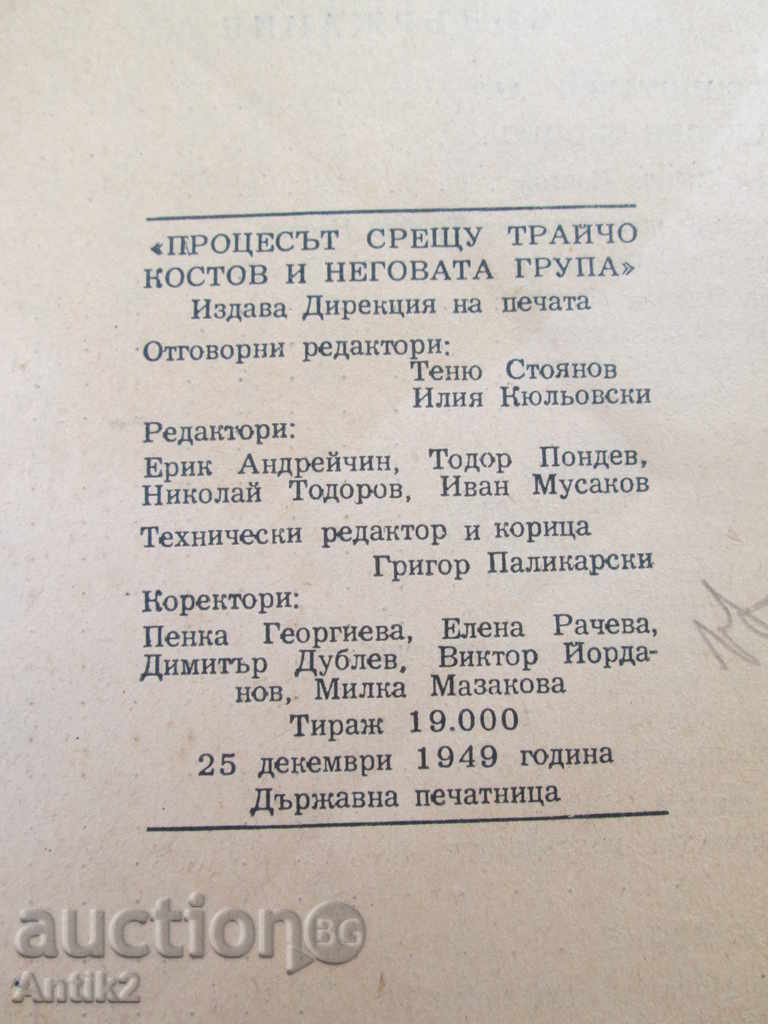 «ПРОЦЕСЪТ СРЕЩУ ТРАЙЧО
КОСТОВ И НЕГОВАТА ГРУПА»
Издава Дирекция на печата
Отговорни редактори:
Теню Стоянов
Илия Кюльовски
Редактори:
Ерик Андрейчин, Тодор Пондев,
Николай Тодоров, Иван Мусаков
Технически редактор и корица
Григор Паликарски
Коректори:
Пенка Георгиева, Елена Рачева,
Димитър Дублев, Виктор Йорда-
нов, Милка Мазакова
Тираж 19.000
25 декември 1949 година
Държавна печатница
auction BG
Antik2